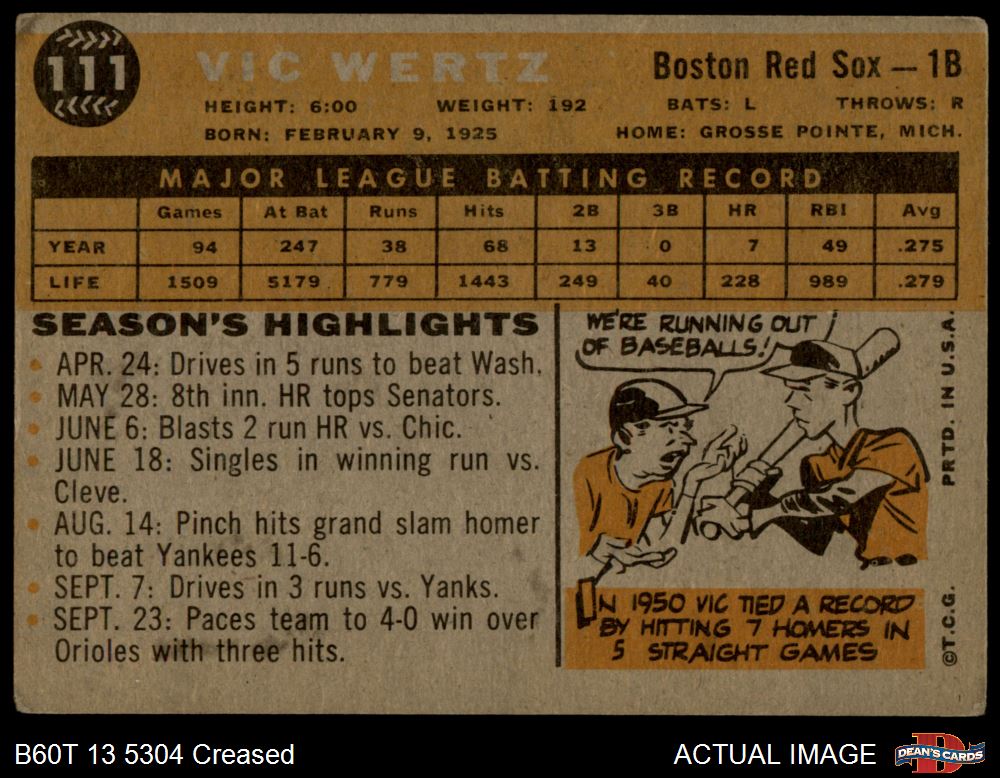 111
VIC WERTZ
Boston Red Sox — 1B
HEIGHT: 6:00 WEIGHT: 192 BATS: L THROWS: R
BORN: FEBRUARY 9, 1925 HOME: GROSSE POINTE, MICH.
MAJOR LEAGUE BATTING RECORD
Games At Bat Runs Hits 2B 3B HR RBI Avg
YEAR 94 247 38 68 13 0 7 49 .275
LIFE 1509 5179 779 1443 249 40 228 989 .279
SEASON'S HIGHLIGHTS
• APR. 24: Drives in 5 runs to beat Wash.
• MAY 28: 8th inn. HR tops Senators.
• JUNE 6: Blasts 2 run HR vs. Chic.
• JUNE 18: Singles in winning run vs.
Cleve.
• AUG. 14: Pinch hits grand slam homer
to beat Yankees 11-6.
• SEPT. 7: Drives in 3 runs vs. Yanks.
• SEPT. 23: Paces team to 4-0 win over
Orioles with three hits.
WE'RE RUNNING OUT
OF BASEBALLS!
IN 1950 VIC TIED A RECORD
BY HITTING 7 HOMERS IN
5 STRAIGHT GAMES
©T.C.G. PRTD. IN U.S.A.
B60T 13 5304 Creased
ACTUAL IMAGE
DEAN'S CARDS